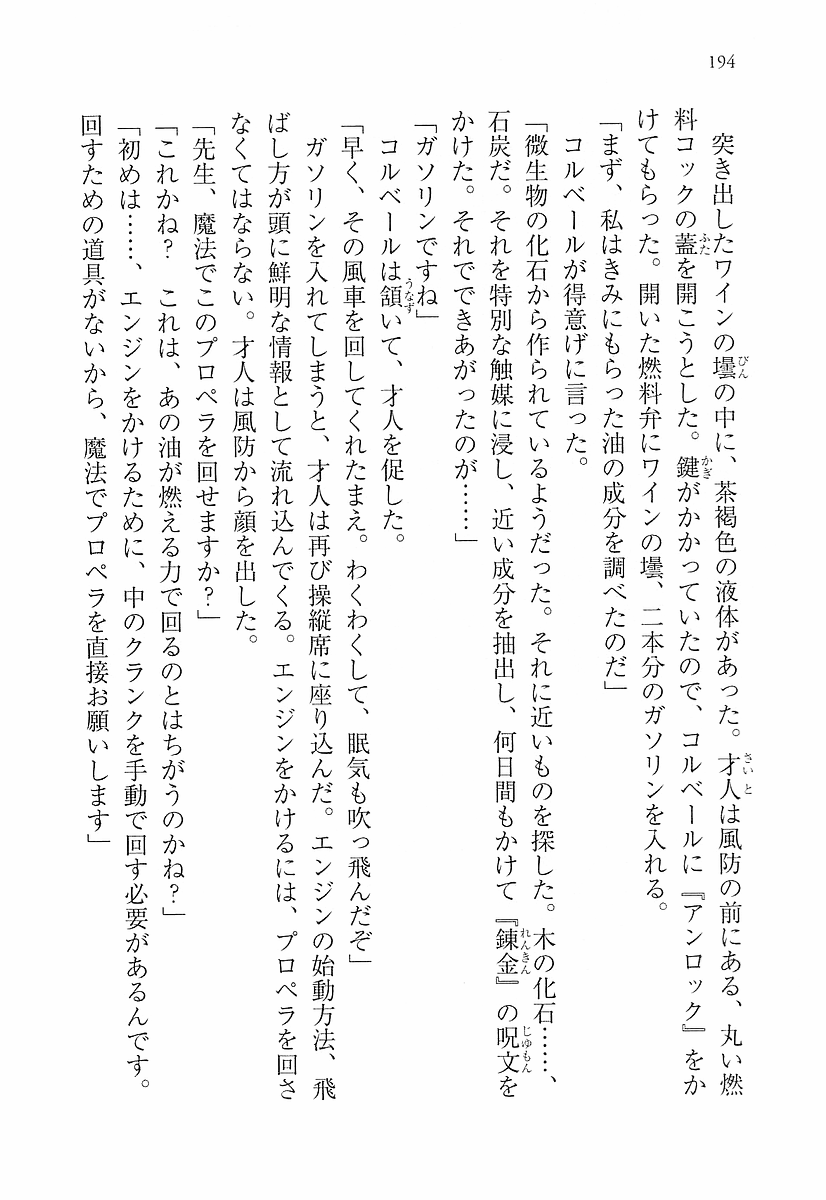 194
突き出したワインの壜の中に、茶褐色の液体があった。才人は風防の前にある、丸い燃
料コックの蓋を開こうとした。鍵がかかっていたので、コルベールに『アンロック』をか
けてもらった。開いた燃料弁にワインの壜、二本分のガソリンを入れる。
「まず、私はきみにもらった油の成分を調べたのだ」
コルベールが得意げに言った。
「微生物の化石から作られているようだった。それに近いものを探した。木の化石……、
石炭だ。それを特別な触媒に浸し、近い成分を抽出し、何日間もかけて『錬金』の呪文を
かけた。それでできあがったのが……」
「ガソリンですね」
コルベールは頷いて、才人を促した。
「早く、その風車を回してくれたまえ。わくわくして、眠気も吹っ飛んだぞ」
ガソリンを入れてしまうと、才人は再び操縦席に座り込んだ。エンジンの始動方法、飛
ばし方が頭に鮮明な情報として流れ込んでくる。エンジンをかけるには、プロペラを回さ
なくてはならない。才人は風防から顔を出した。
「先生、魔法でこのプロペラを回せますか?」
「これかね?　これは、あの油が燃える力で回るのとはちがうのかね?」
「初めは……、エンジンをかけるために、中のクランクを手動で回す必要があるんです。
回すための道具がないから、魔法でプロペラを直接お願いします」